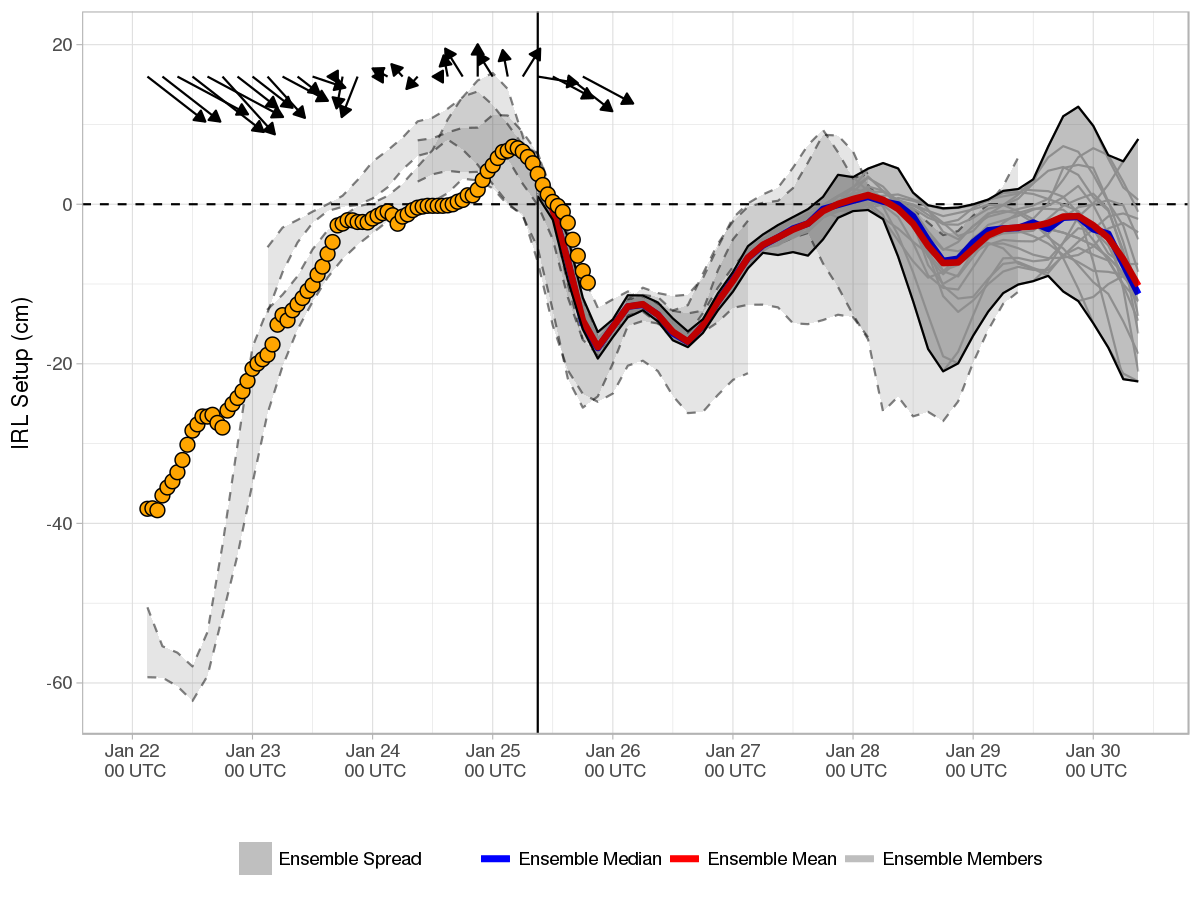 IRL Setup (cm)
20
0
-20
-40
-60
Jan 22 Jan 23 Jan 24 Jan 25 Jan 26 Jan 27 Jan 28 Jan 29 Jan 30
00 UTC 00 UTC 00 UTC 00 UTC 00 UTC 00 UTC 00 UTC 00 UTC 00 UTC
Ensemble Spread Ensemble Median Ensemble Mean Ensemble Members